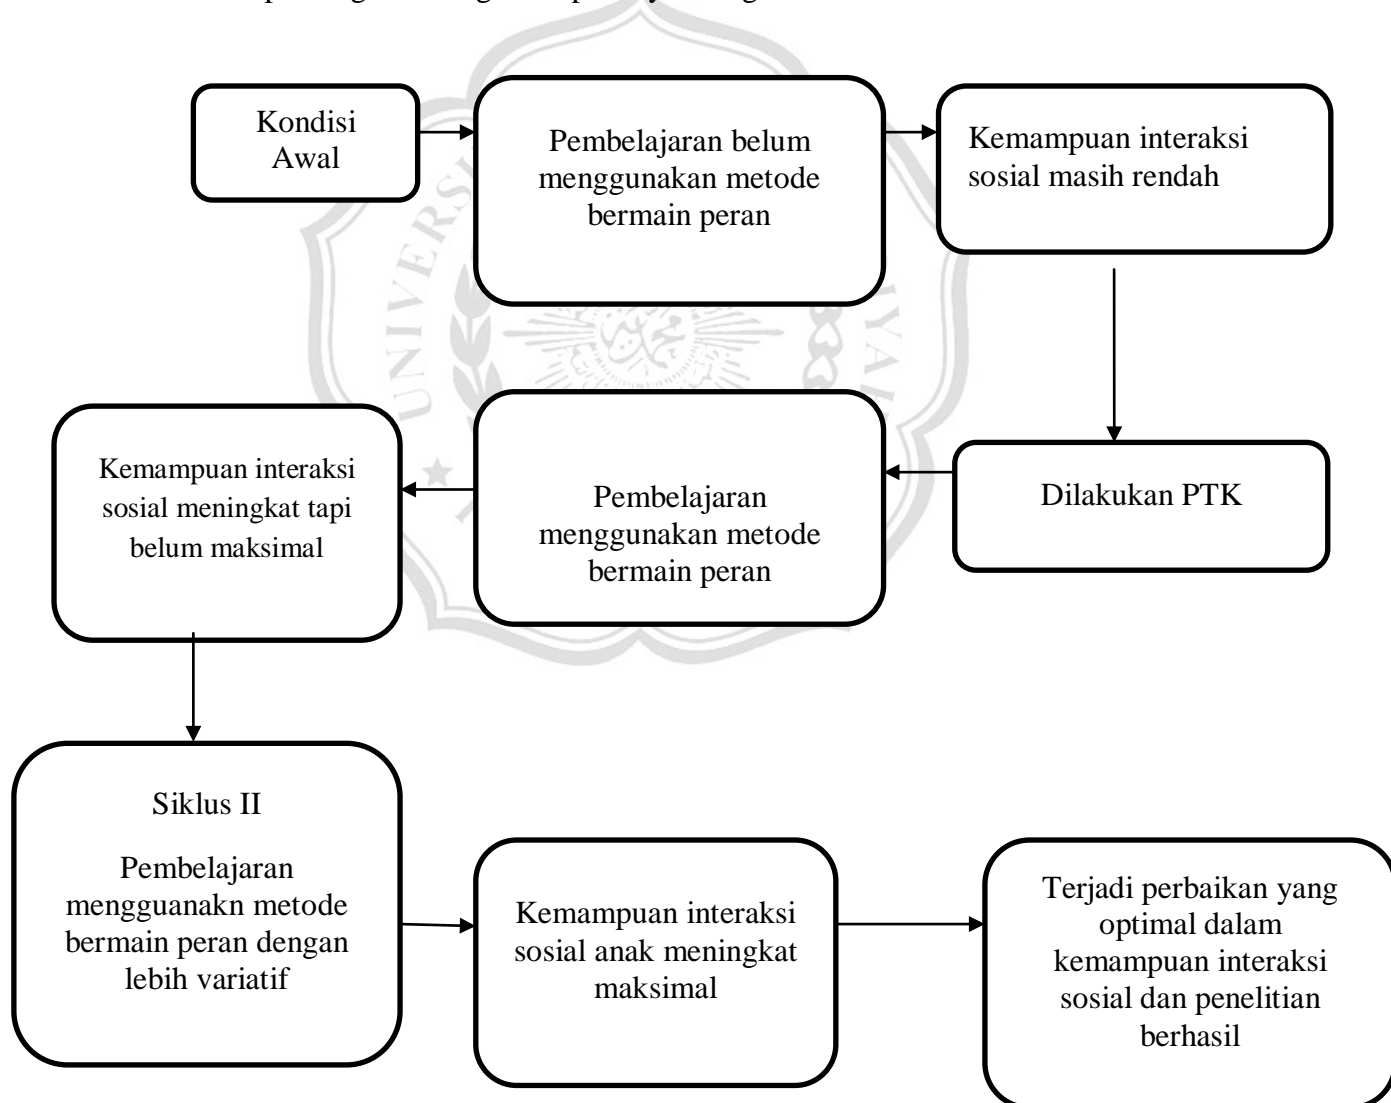 Kondisi
Awal
Pembelajaran belum
menggunakan metode
bermain peran
Kemampuan interaksi
sosial masih rendah
Dilakukan PTK
Pembelajaran
menggunakan metode
bermain peran
Kemampuan interaksi
sosial meningkat tapi
belum maksimal
Siklus II
Pembelajaran
mengguanakn metode
bermain peran dengan
lebih variatif
Kemampuan interaksi
sosial anak meningkat
maksimal
Terjadi perbaikan yang
optimal dalam
kemampuan interaksi
sosial dan penelitian
berhasil